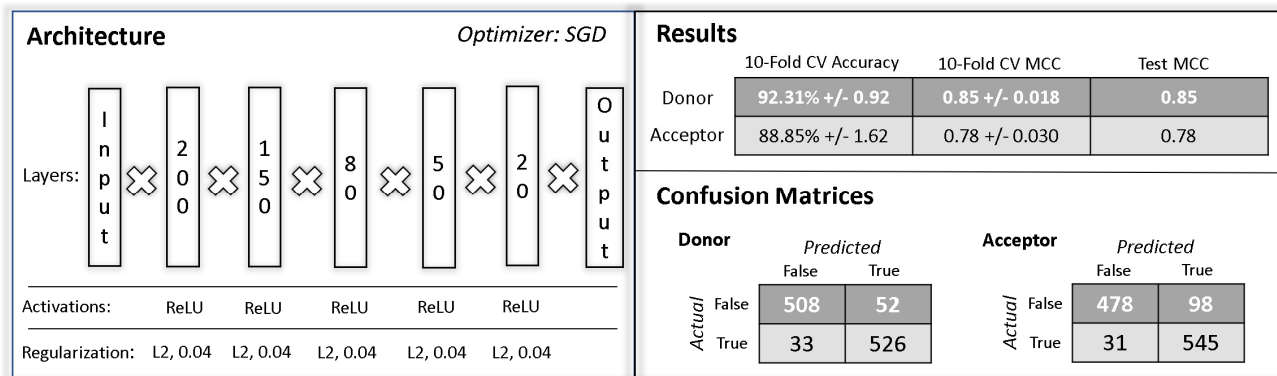 Architecture
Optimizer: SGD
Layers:
Input
200
150
80
50
20
Output
Activations: ReLU ReLU ReLU ReLU ReLU
Regularization: L2, 0.04 L2, 0.04 L2, 0.04 L2, 0.04 L2, 0.04
Results
10-Fold CV Accuracy 10-Fold CV MCC Test MCC
Donor 92.31% +/- 0.92 0.85 +/- 0.018 0.85
Acceptor 88.85% +/- 1.62 0.78 +/- 0.030 0.78
Confusion Matrices
Donor
Predicted
False True
Actual
False 508 52
True 33 526
Acceptor
Predicted
False True
Actual
False 478 98
True 31 545